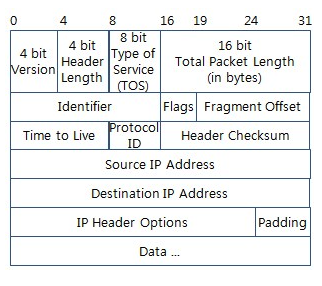 0 4 8 16 19 24 31
4 bit
Version
4 bit
Header
Length
8 bit
Type of
Service
(TOS)
16 bit
Total Packet Length
(in bytes)
Identifier
Flags
Fragment Offset
Time to Live
Protocol
ID
Header Checksum
Source IP Address
Destination IP Address
IP Header Options
Padding
Data ...